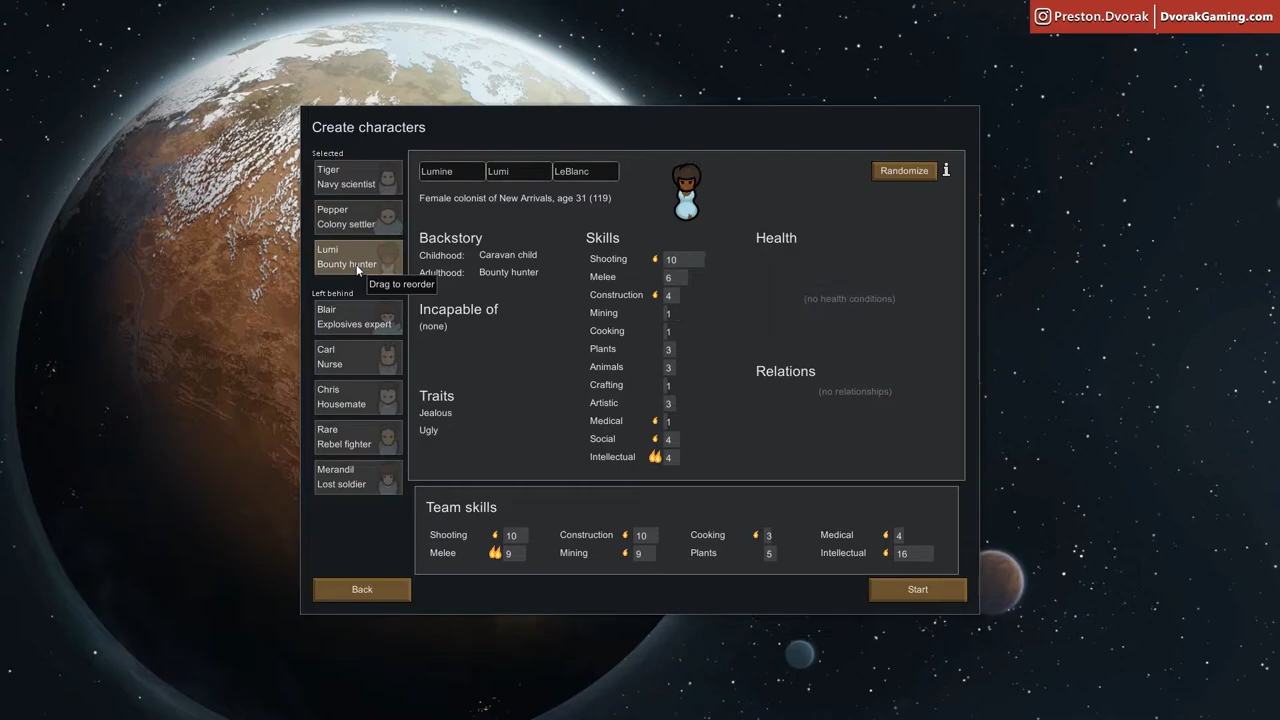 Preston.Dvorak | DvorakGaming.com
Create characters
Selected
Tiger
Navy scientist
Pepper
Colony settler
Lumi
Bounty hunter
Drag to reorder
Left behind
Blair
Explosives expert
Carl
Nurse
Chris
Housemate
Rare
Rebel fighter
Merandil
Lost soldier
Lumine Lumi LeBlanc
Randomize
Female colonist of New Arrivals, age 31 (119)
Backstory
Childhood: Caravan child
Adulthood: Bounty hunter
Incapable of
(none)
Traits
Jealous
Ugly
Skills
Shooting 10
Melee 6
Construction 4
Mining 1
Cooking 1
Plants 3
Animals 3
Crafting 1
Artistic 3
Medical 1
Social 4
Intellectual 4
Health
(no health conditions)
Relations
(no relationships)
Team skills
Shooting 10 Construction 10 Cooking 3 Medical 4
Melee 9 Mining 9 Plants 5 Intellectual 16
Back
Start